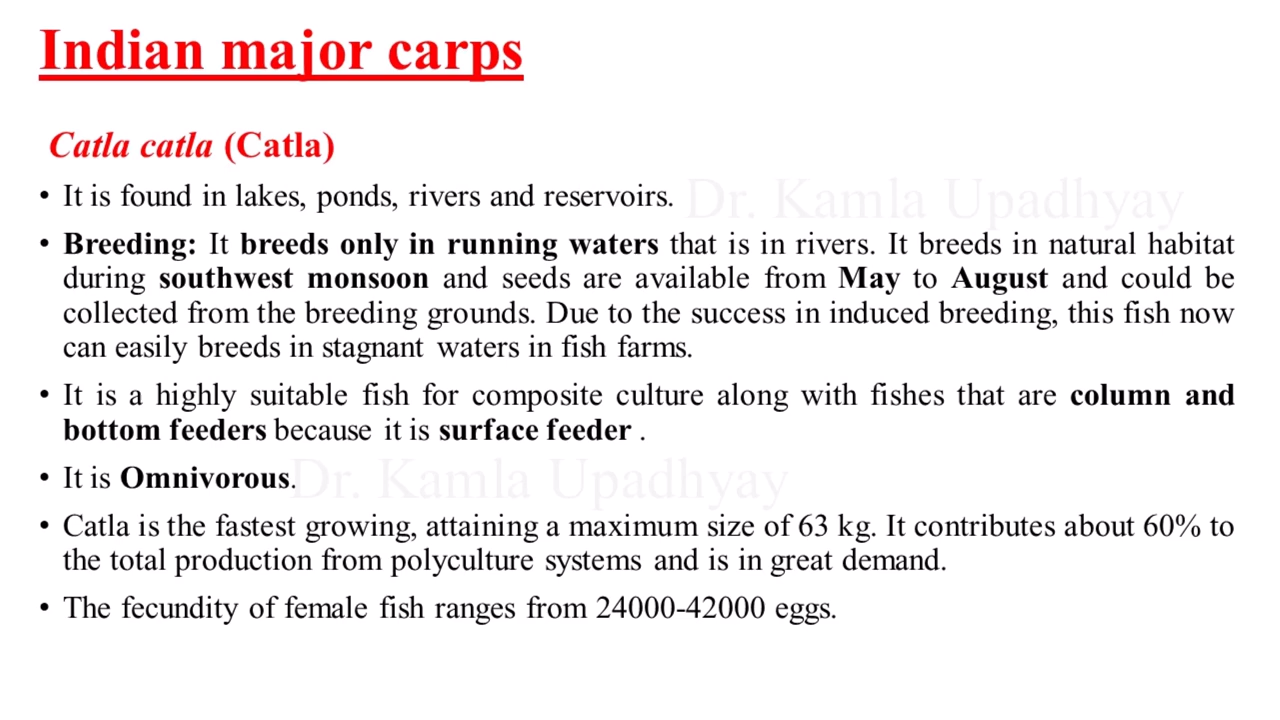 Indian major carps
Catla catla (Catla)
• It is found in lakes, ponds, rivers and reservoirs.
Dr. Kamla Upadhyay
• Breeding: It breeds only in running waters that is in rivers. It breeds in natural habitat
during southwest monsoon and seeds are available from May to August and could be
collected from the breeding grounds. Due to the success in induced breeding, this fish now
can easily breeds in stagnant waters in fish farms.
• It is a highly suitable fish for composite culture along with fishes that are column and
bottom feeders because it is surface feeder .
• It is Omnivorous.
Dr. Kamla Upadhyay
• Catla is the fastest growing, attaining a maximum size of 63 kg. It contributes about 60% to
the total production from polyculture systems and is in great demand.
• The fecundity of female fish ranges from 24000-42000 eggs.